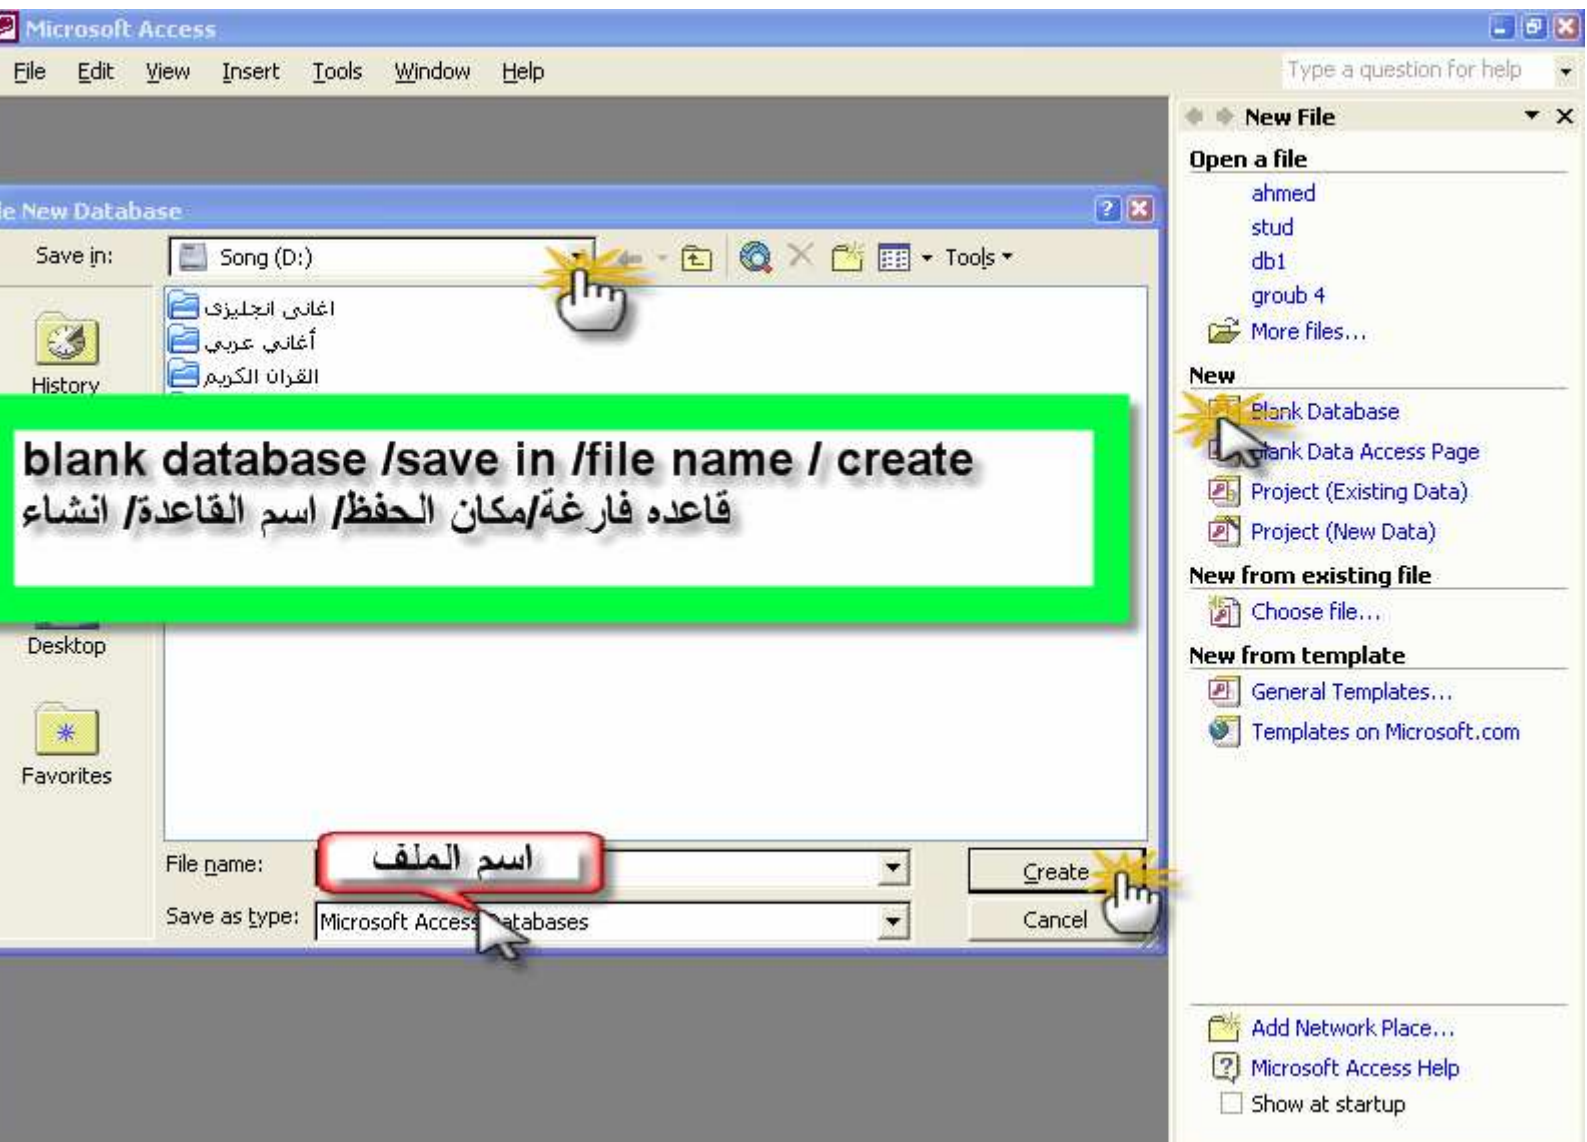 Microsoft Access
File Edit View Insert Tools Window Help
Type a question for help
New File
Open a file
ahmed
stud
db1
groub 4
More files...
New
Blank Database
Blank Data Access Page
Project (Existing Data)
Project (New Data)
New from existing file
Choose file...
New from template
General Templates...
Templates on Microsoft.com
Add Network Place...
Microsoft Access Help
Show at startup
New Database
Save in:
Song (D:)
Tools
اغانى انجليزى
أغاني عربي
القران الكريم
History
blank database /save in /file name / create
قاعده فارغة/مكان الحفظ/ اسم القاعدة/ انشاء
Desktop
Favorites
File name:
اسم الملف
Create
Save as type:
Microsoft Access Databases
Cancel